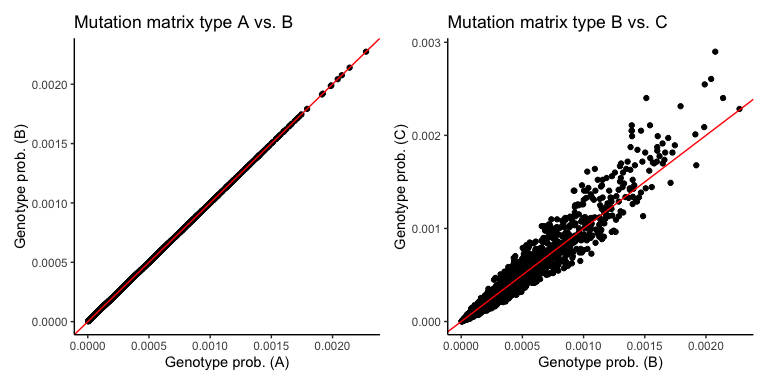 Mutation matrix type A vs. B
Genotype prob. (B)
0.0020
0.0015
0.0010
0.0005
0.0000
0.0000 0.0005 0.0010 0.0015 0.0020
Genotype prob. (A)
Mutation matrix type B vs. C
Genotype prob. (C)
0.003
0.002
0.001
0.000
0.0000 0.0005 0.0010 0.0015 0.0020
Genotype prob. (B)